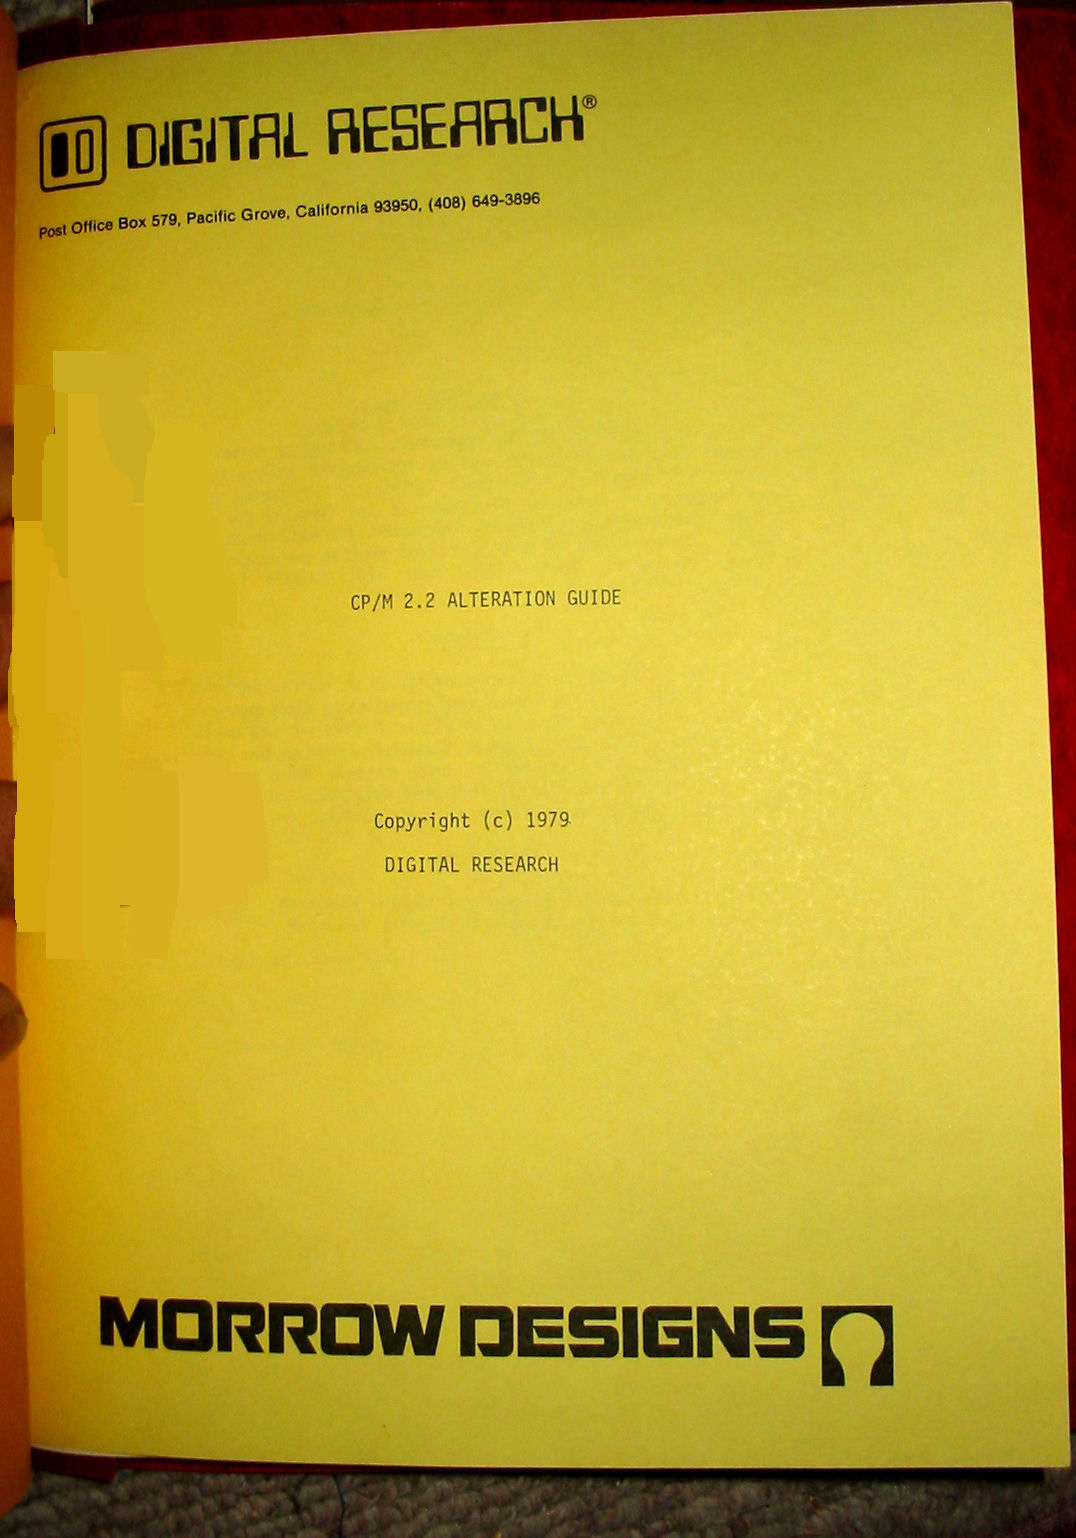 DIGITAL RESEARCH®
Post Office Box 579, Pacific Grove, California 93950, (408) 649-3896
CP/M 2.2 ALTERATION GUIDE
Copyright (c) 1979
DIGITAL RESEARCH
MORROW DESIGNS